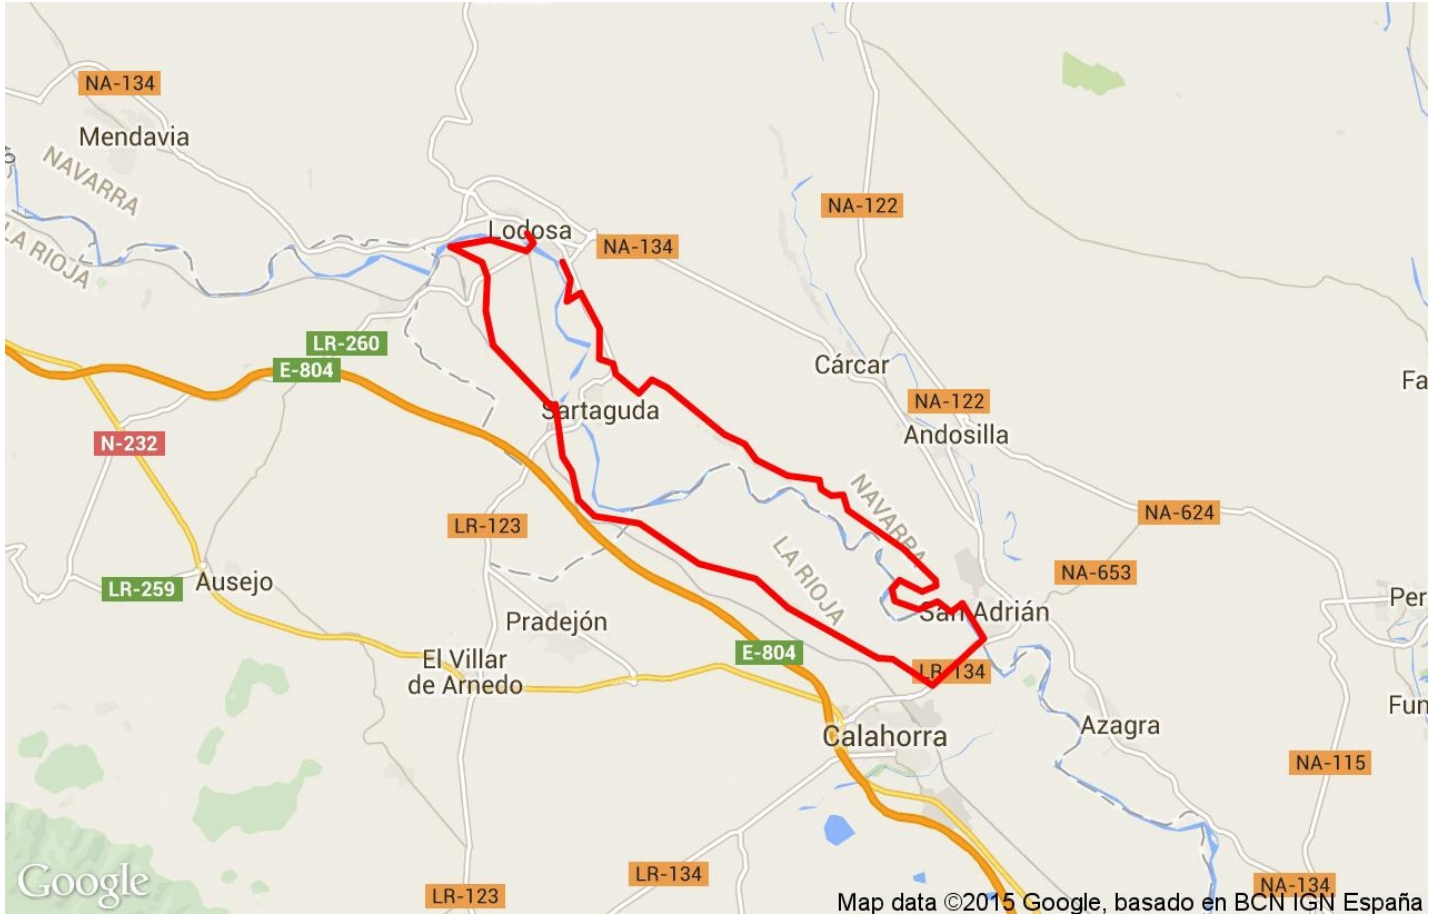 NA-134
Mendavia
NAVARRA
LA RIOJA
NA-122
Lodosa
NA-134
LR-260
E-804
Cárcar
Fa
NA-122
Sartaguda
Andosilla
N-232
NAVARRA
NA-624
LR-123
LA RIOJA
NA-653
LR-259
Ausejo
Per
San Adrián
Pradejón
E-804
El Villar
de Arnedo
LR-134
Fun
Azagra
Calahorra
NA-115
LR-134
NA-134
LR-123
Google
Map data ©2015 Google, basado en BCN IGN España